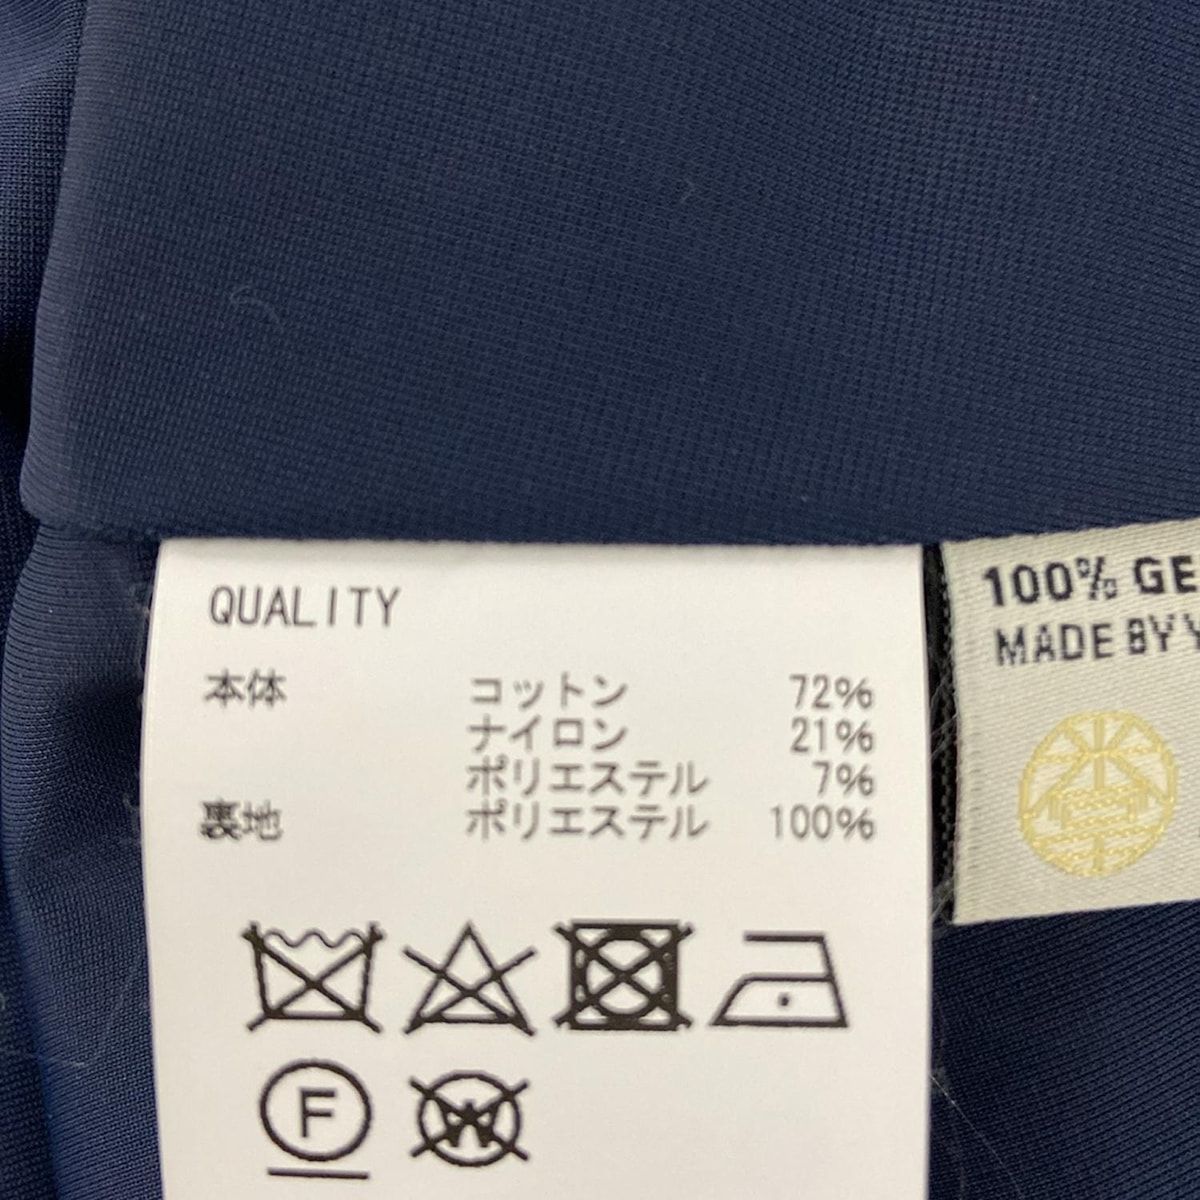 QUALITY
本体 コットン 72%
ナイロン 21%
ポリエステル 7%
裏地 ポリエステル 100%
F
W
100% GE
MADE BY